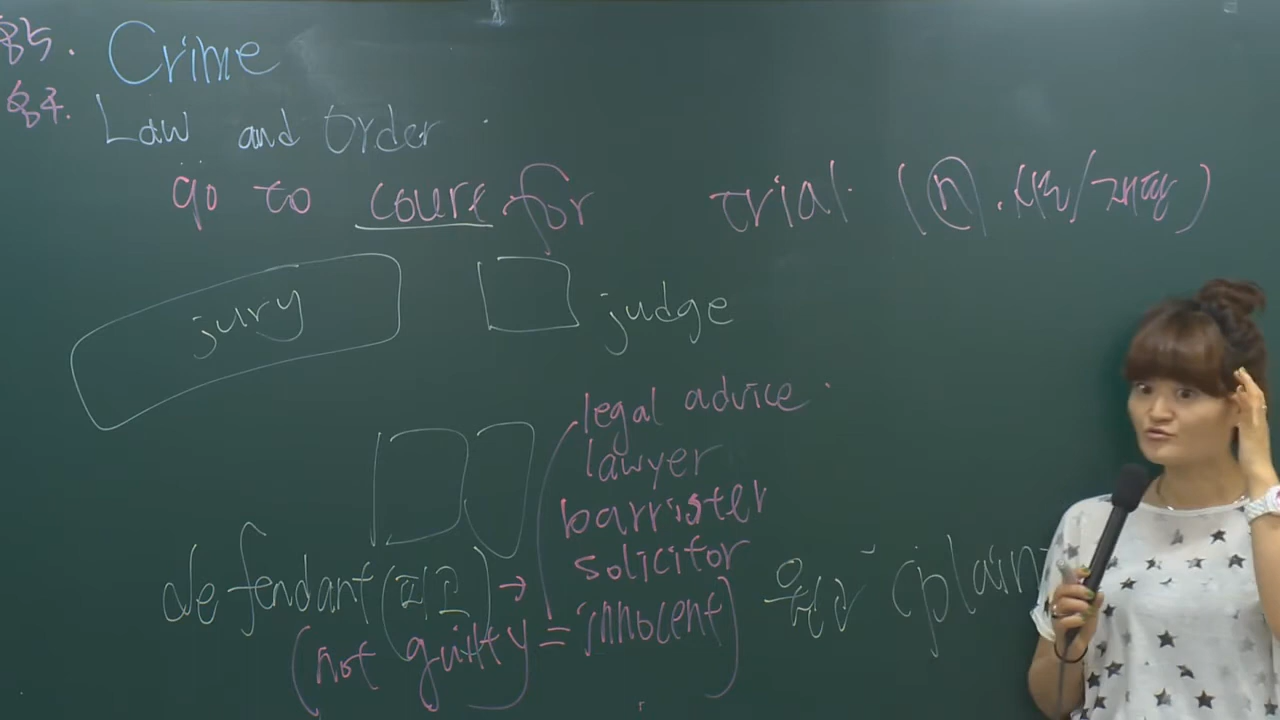 85. Crime
84. Law and Order.
go to court for trial (n. 시도/재판)
jury
judge
legal advice.
lawyer
barrister
solicitor
defendant (피고) → 원고 (plain
(not guilty = innocent)